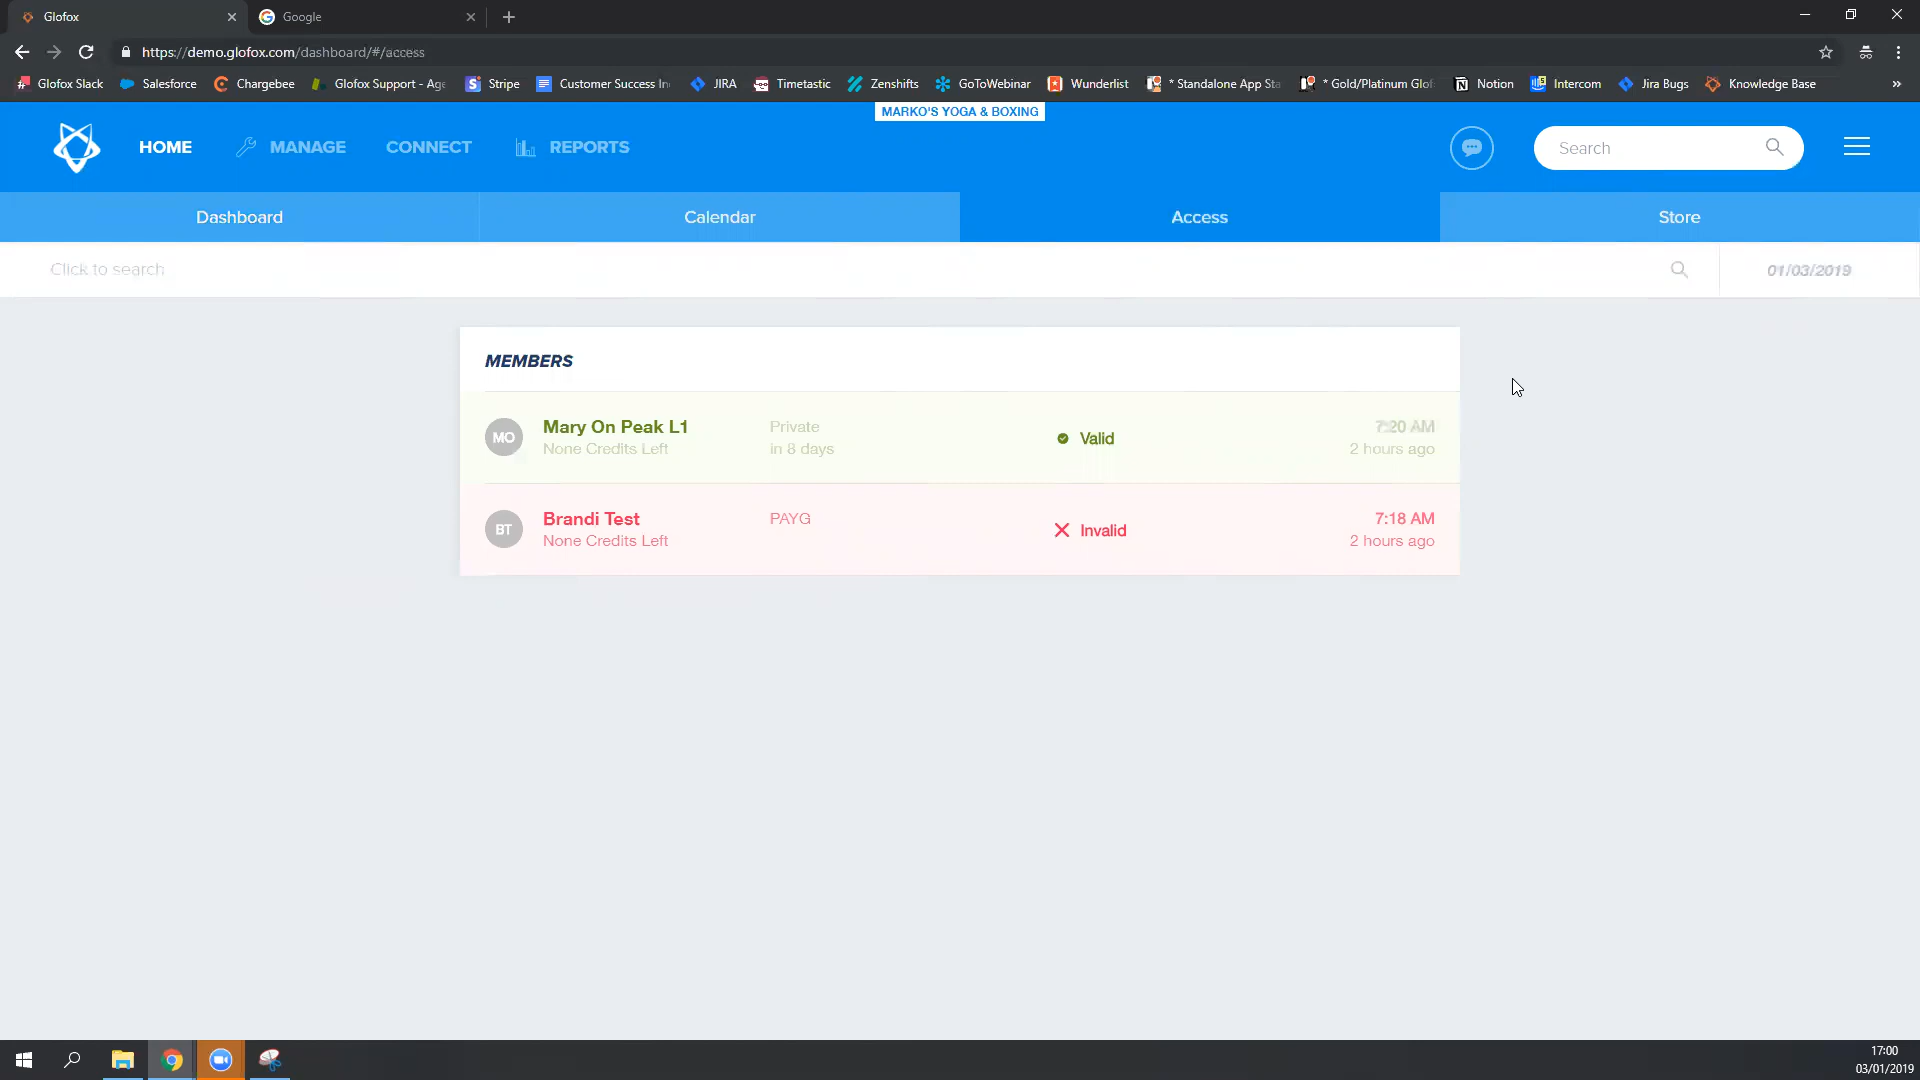 Glofox
Google
https://demo.glofox.com/dashboard/#/access
Glofox Slack
Salesforce
Chargebee
Glofox Support - Age
Stripe
Customer Success In
JIRA
Timetastic
Zenshifts
GoToWebinar
Wunderlist
* Standalone App Sta
* Gold/Platinum Glof
Notion
Intercom
Jira Bugs
Knowledge Base
»
MARKO'S YOGA & BOXING
HOME
MANAGE
CONNECT
REPORTS
Search
Dashboard
Calendar
Access
Store
Click to search
01/03/2019
MEMBERS
MO
Mary On Peak L1
None Credits Left
Private
in 8 days
Valid
7:20 AM
2 hours ago
BT
Brandi Test
None Credits Left
PAYG
Invalid
7:18 AM
2 hours ago
17:00
03/01/2019